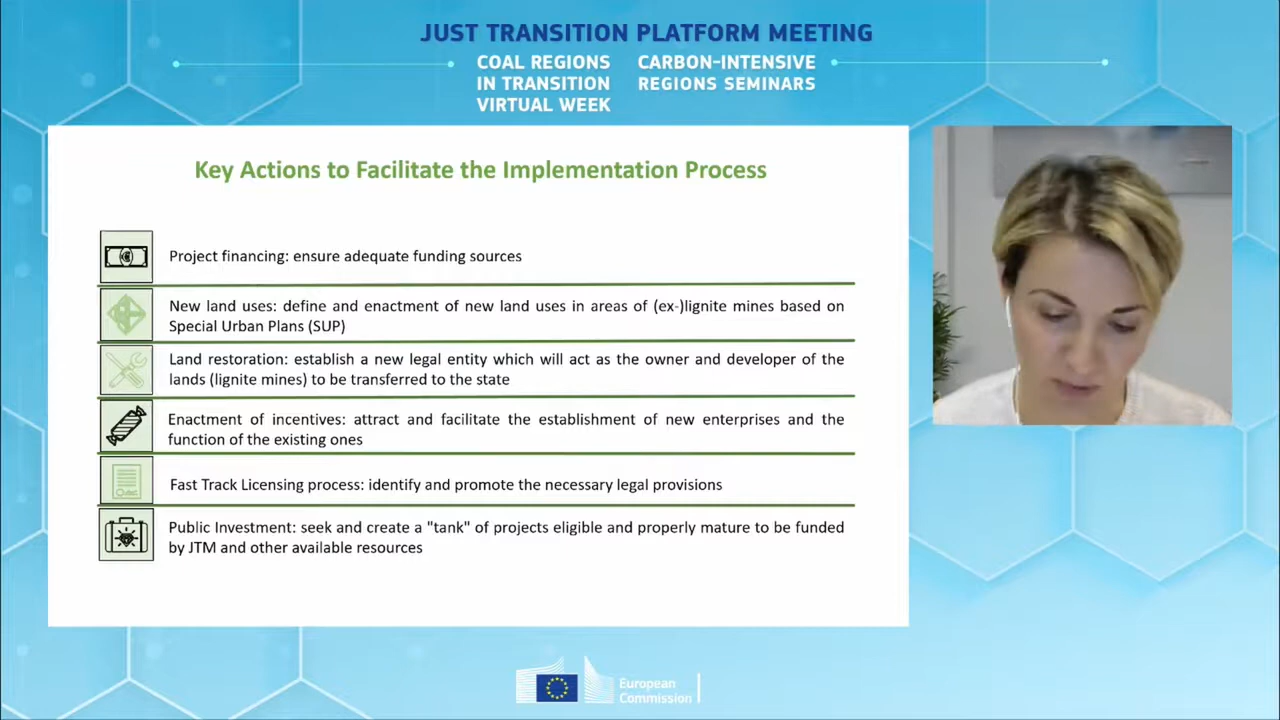 JUST TRANSITION PLATFORM MEETING
COAL REGIONS
IN TRANSITION
VIRTUAL WEEK
CARBON-INTENSIVE
REGIONS SEMINARS
Key Actions to Facilitate the Implementation Process
Project financing: ensure adequate funding sources
New land uses: define and enactment of new land uses in areas of (ex-)lignite mines based on
Special Urban Plans (SUP)
Land restoration: establish a new legal entity which will act as the owner and developer of the
lands (lignite mines) to be transferred to the state
Enactment of incentives: attract and facilitate the establishment of new enterprises and the
function of the existing ones
Fast Track Licensing process: identify and promote the necessary legal provisions
Public Investment: seek and create a "tank" of projects eligible and properly mature to be funded
by JTM and other available resources
European
Commission